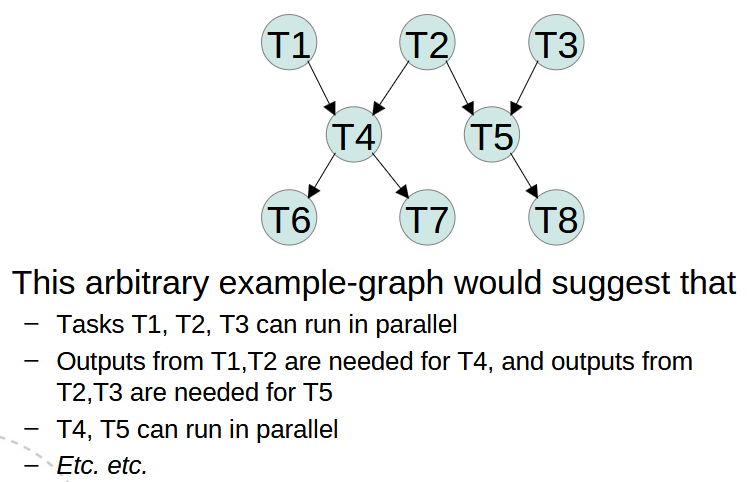 T1 T2 T3
T4 T5
T6 T7 T8
This arbitrary example-graph would suggest that
– Tasks T1, T2, T3 can run in parallel
– Outputs from T1,T2 are needed for T4, and outputs from
T2,T3 are needed for T5
– T4, T5 can run in parallel
– Etc. etc.